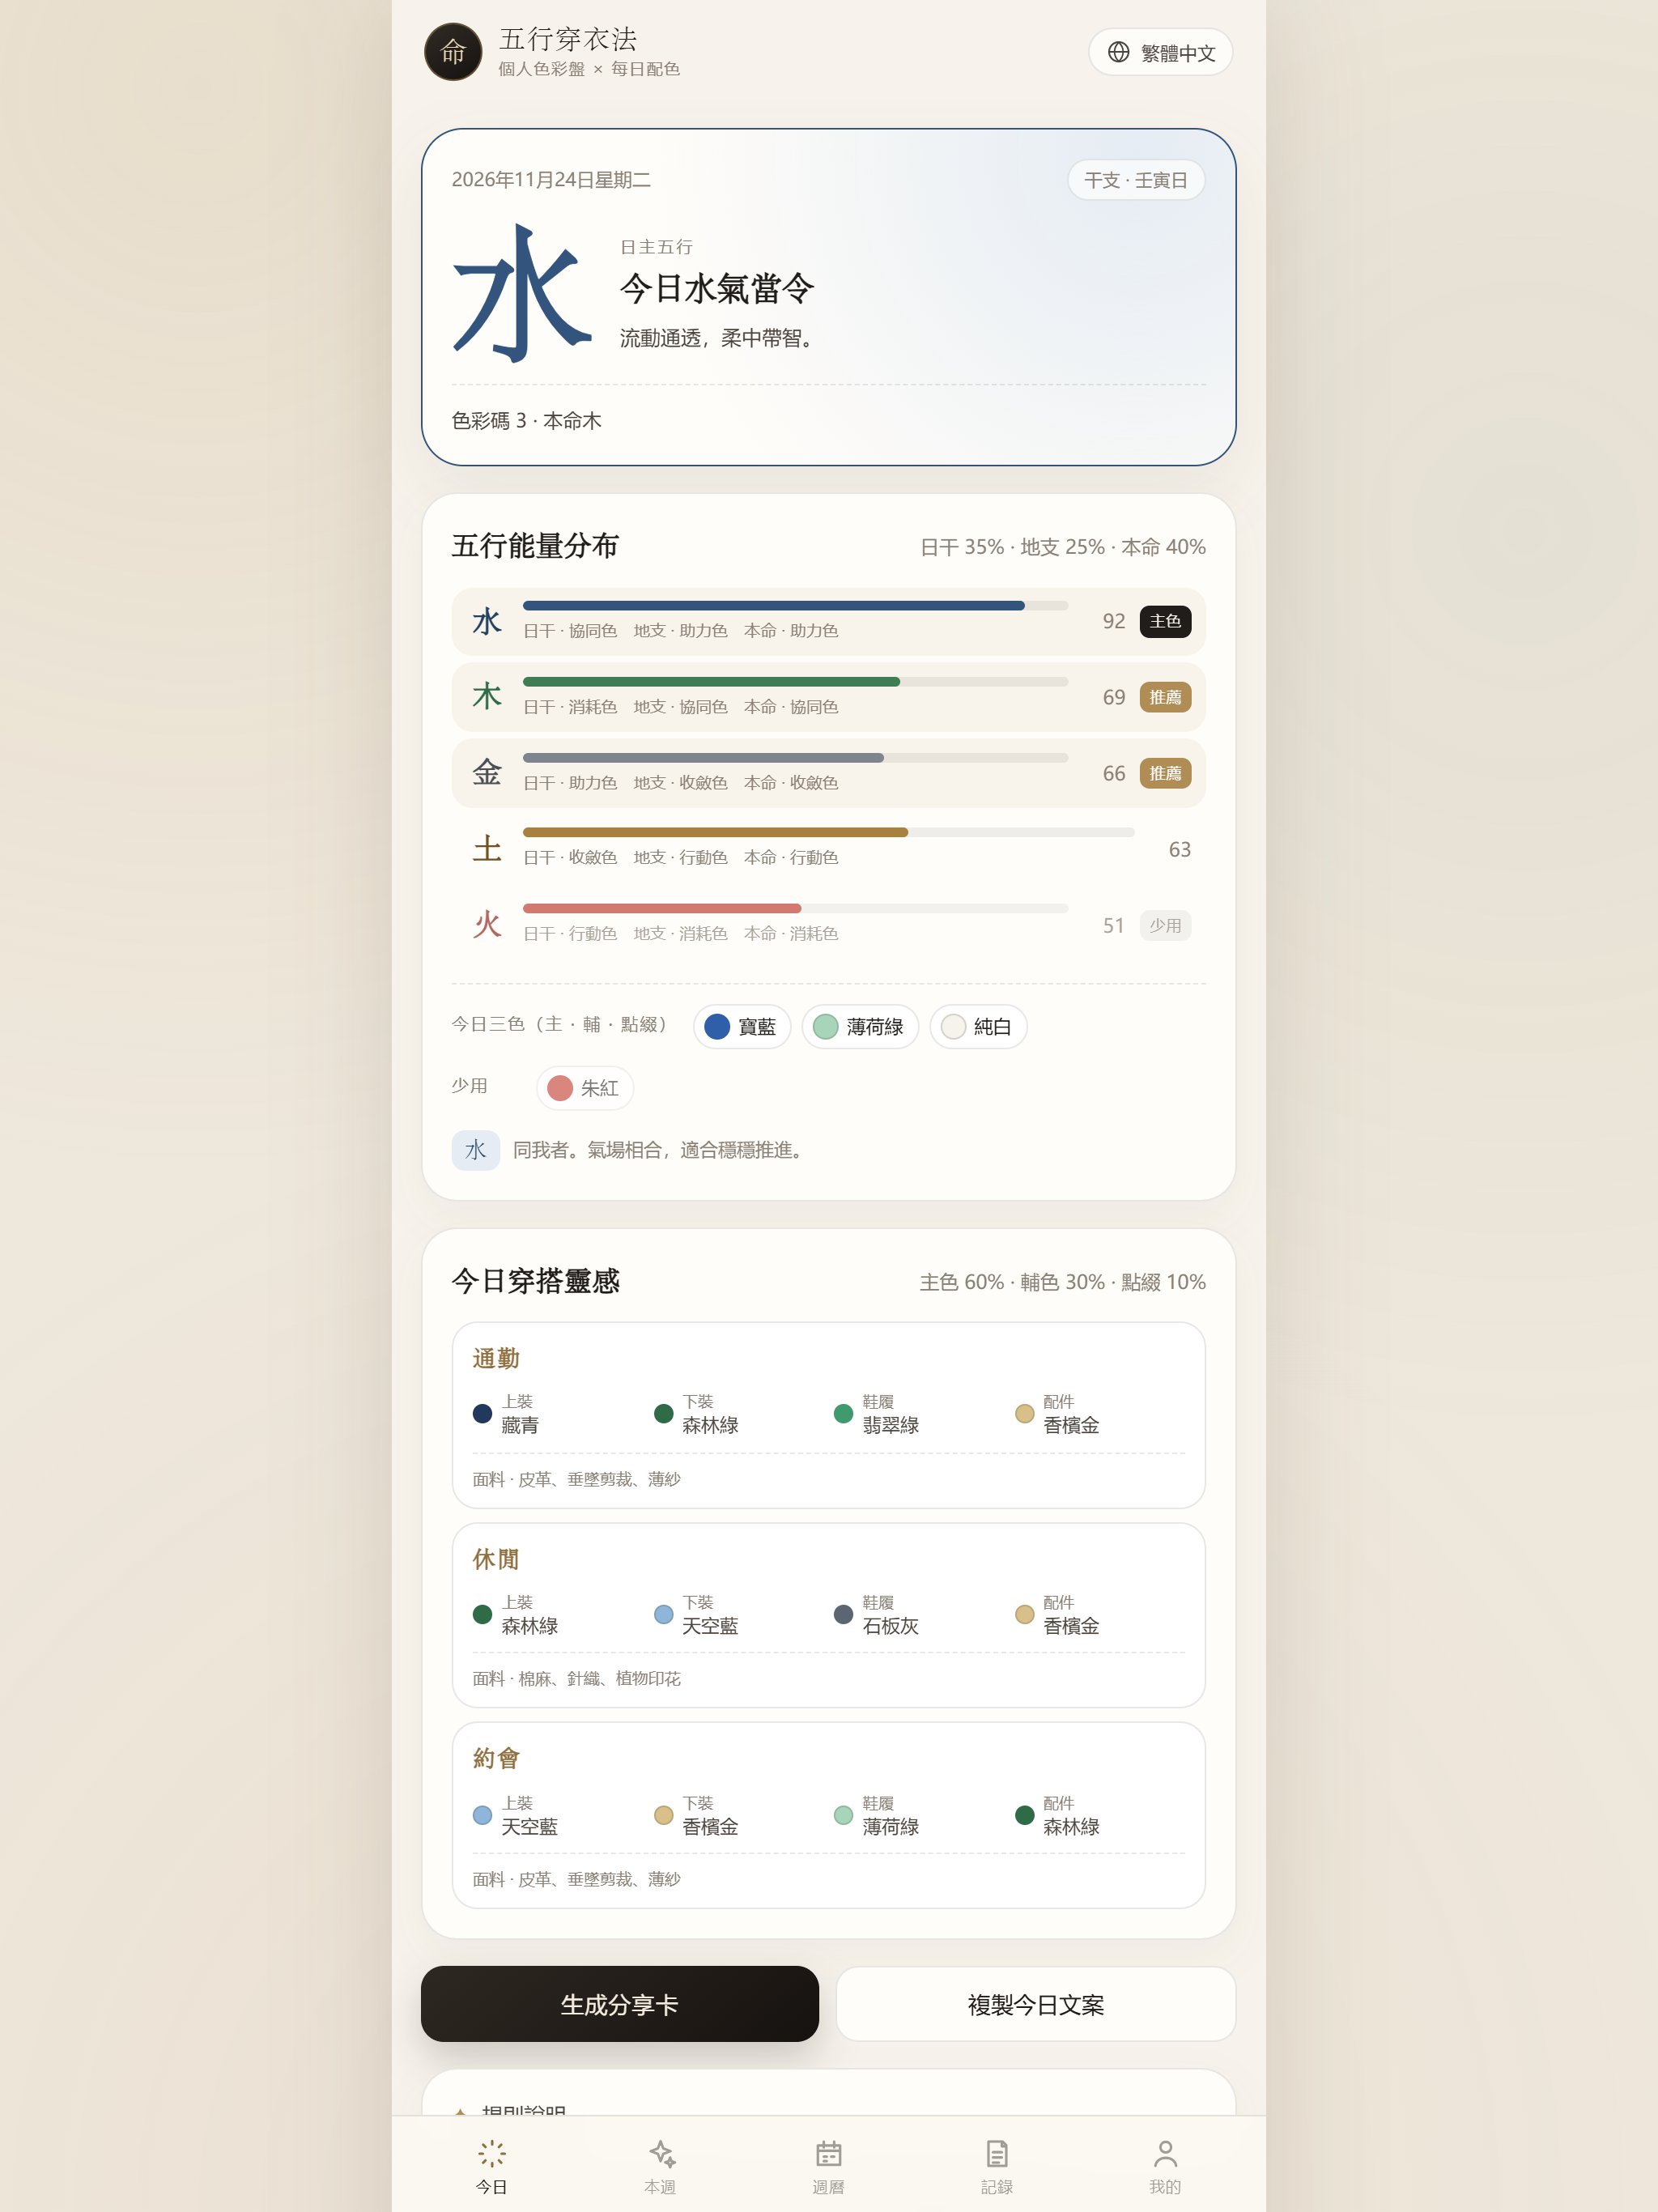 命
五行穿衣法
個人色彩盤 × 每日配色
繁體中文
2026年11月24日星期二
干支 · 壬寅日
水
日主五行
今日水氣當令
流動通透，柔中帶智。
色彩碼 3 · 本命木
五行能量分布
日干 35% · 地支 25% · 本命 40%
水
日干 · 協同色 地支 · 助力色 本命 · 助力色
92
主色
木
日干 · 消耗色 地支 · 協同色 本命 · 協同色
69
推薦
金
日干 · 助力色 地支 · 收斂色 本命 · 收斂色
66
推薦
土
日干 · 收斂色 地支 · 行動色 本命 · 行動色
63
火
日干 · 行動色 地支 · 消耗色 本命 · 消耗色
51
少用
今日三色（主 · 輔 · 點綴） 寶藍 薄荷綠 純白
少用 朱紅
水 同我者。氣場相合，適合穩穩推進。
今日穿搭靈感
主色 60% · 輔色 30% · 點綴 10%
通勤
上裝 下裝 鞋履 配件
藏青 森林綠 翡翠綠 香檳金
面料 · 皮革、垂墜剪裁、薄紗
休閒
上裝 下裝 鞋履 配件
森林綠 天空藍 石板灰 香檳金
面料 · 棉麻、針織、植物印花
約會
上裝 下裝 鞋履 配件
天空藍 香檳金 薄荷綠 森林綠
面料 · 皮革、垂墜剪裁、薄紗
生成分享卡
複製今日文案
規則說明
今日 本週 週曆 記錄 我的